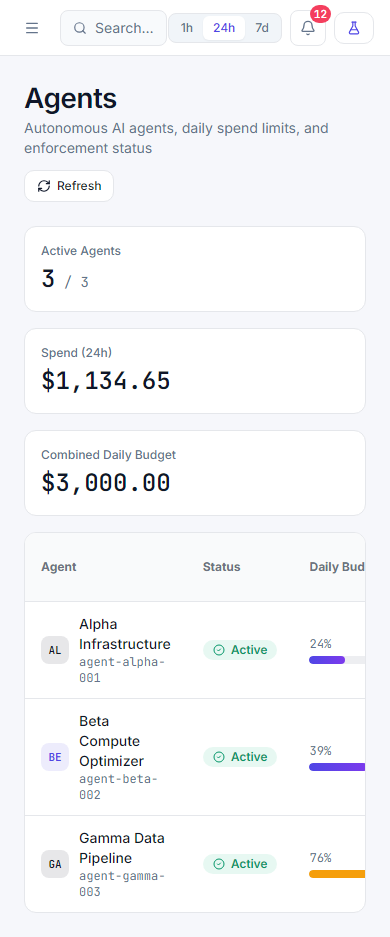 Search...
1h 24h 7d
12
Agents
Autonomous AI agents, daily spend limits, and
enforcement status
Refresh
Active Agents
3 / 3
Spend (24h)
$1,134.65
Combined Daily Budget
$3,000.00
Agent Status Daily Bud
AL
Alpha
Infrastructure
agent-alpha-
001
Active
24%
BE
Beta
Compute
Optimizer
agent-beta-
002
Active
39%
GA
Gamma Data
Pipeline
agent-gamma-
003
Active
76%